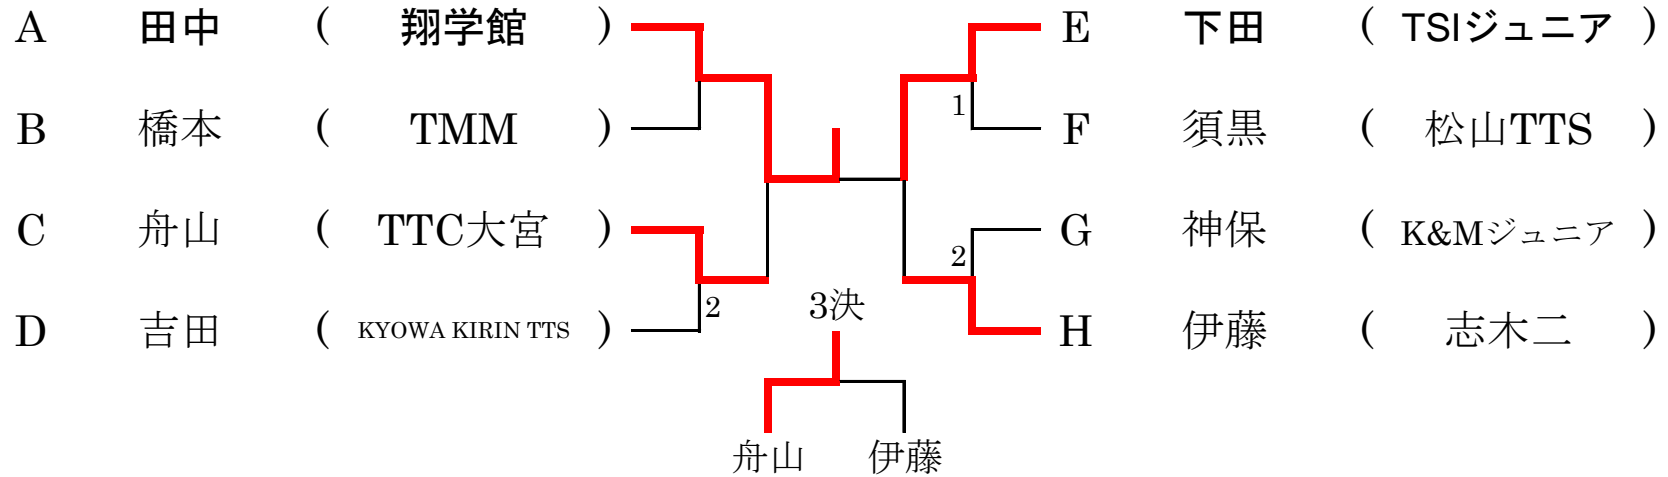 A 田中 ( 翔学館 ) E 下田 ( TSIジュニア )
1
B 橋本 ( TMM ) F 須黒 ( 松山TTS )
C 舟山 ( TTC大宮 ) G 神保 ( K&Mジュニア )
2
2 3決
D 吉田 ( KYOWA KIRIN TTS ) H 伊藤 ( 志木二 )
舟山 伊藤